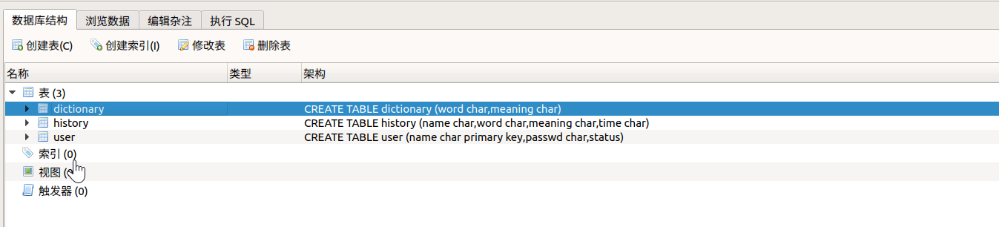 数据库结构 浏览数据 编辑杂注 执行 SQL
创建表(C) 创建索引(I) 修改表 删除表
名称 类型 架构
表 (3)
dictionary CREATE TABLE dictionary (word char,meaning char)
history CREATE TABLE history (name char,word char,meaning char,time char)
user CREATE TABLE user (name char primary key,passwd char,status)
索引 (0)
视图
触发器 (0)